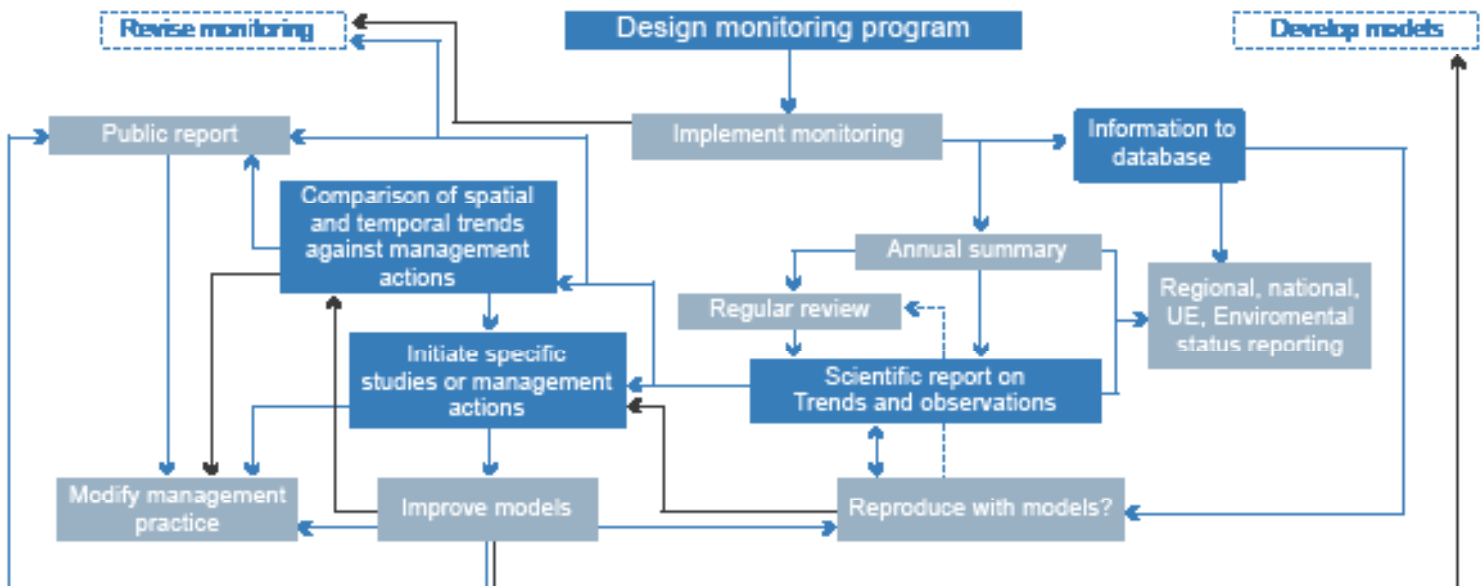 Revise monitoring
Design monitoring program
Develop models
Public report
Implement monitoring
Information to
database
Comparison of spatial
and temporal trends
against management
actions
Annual summary
Regular review
Regional, national,
UE, Enviromental
status reporting
Initiate specific
studies or management
actions
Scientific report on
Trends and observations
Modify management
practice
Improve models
Reproduce with models?